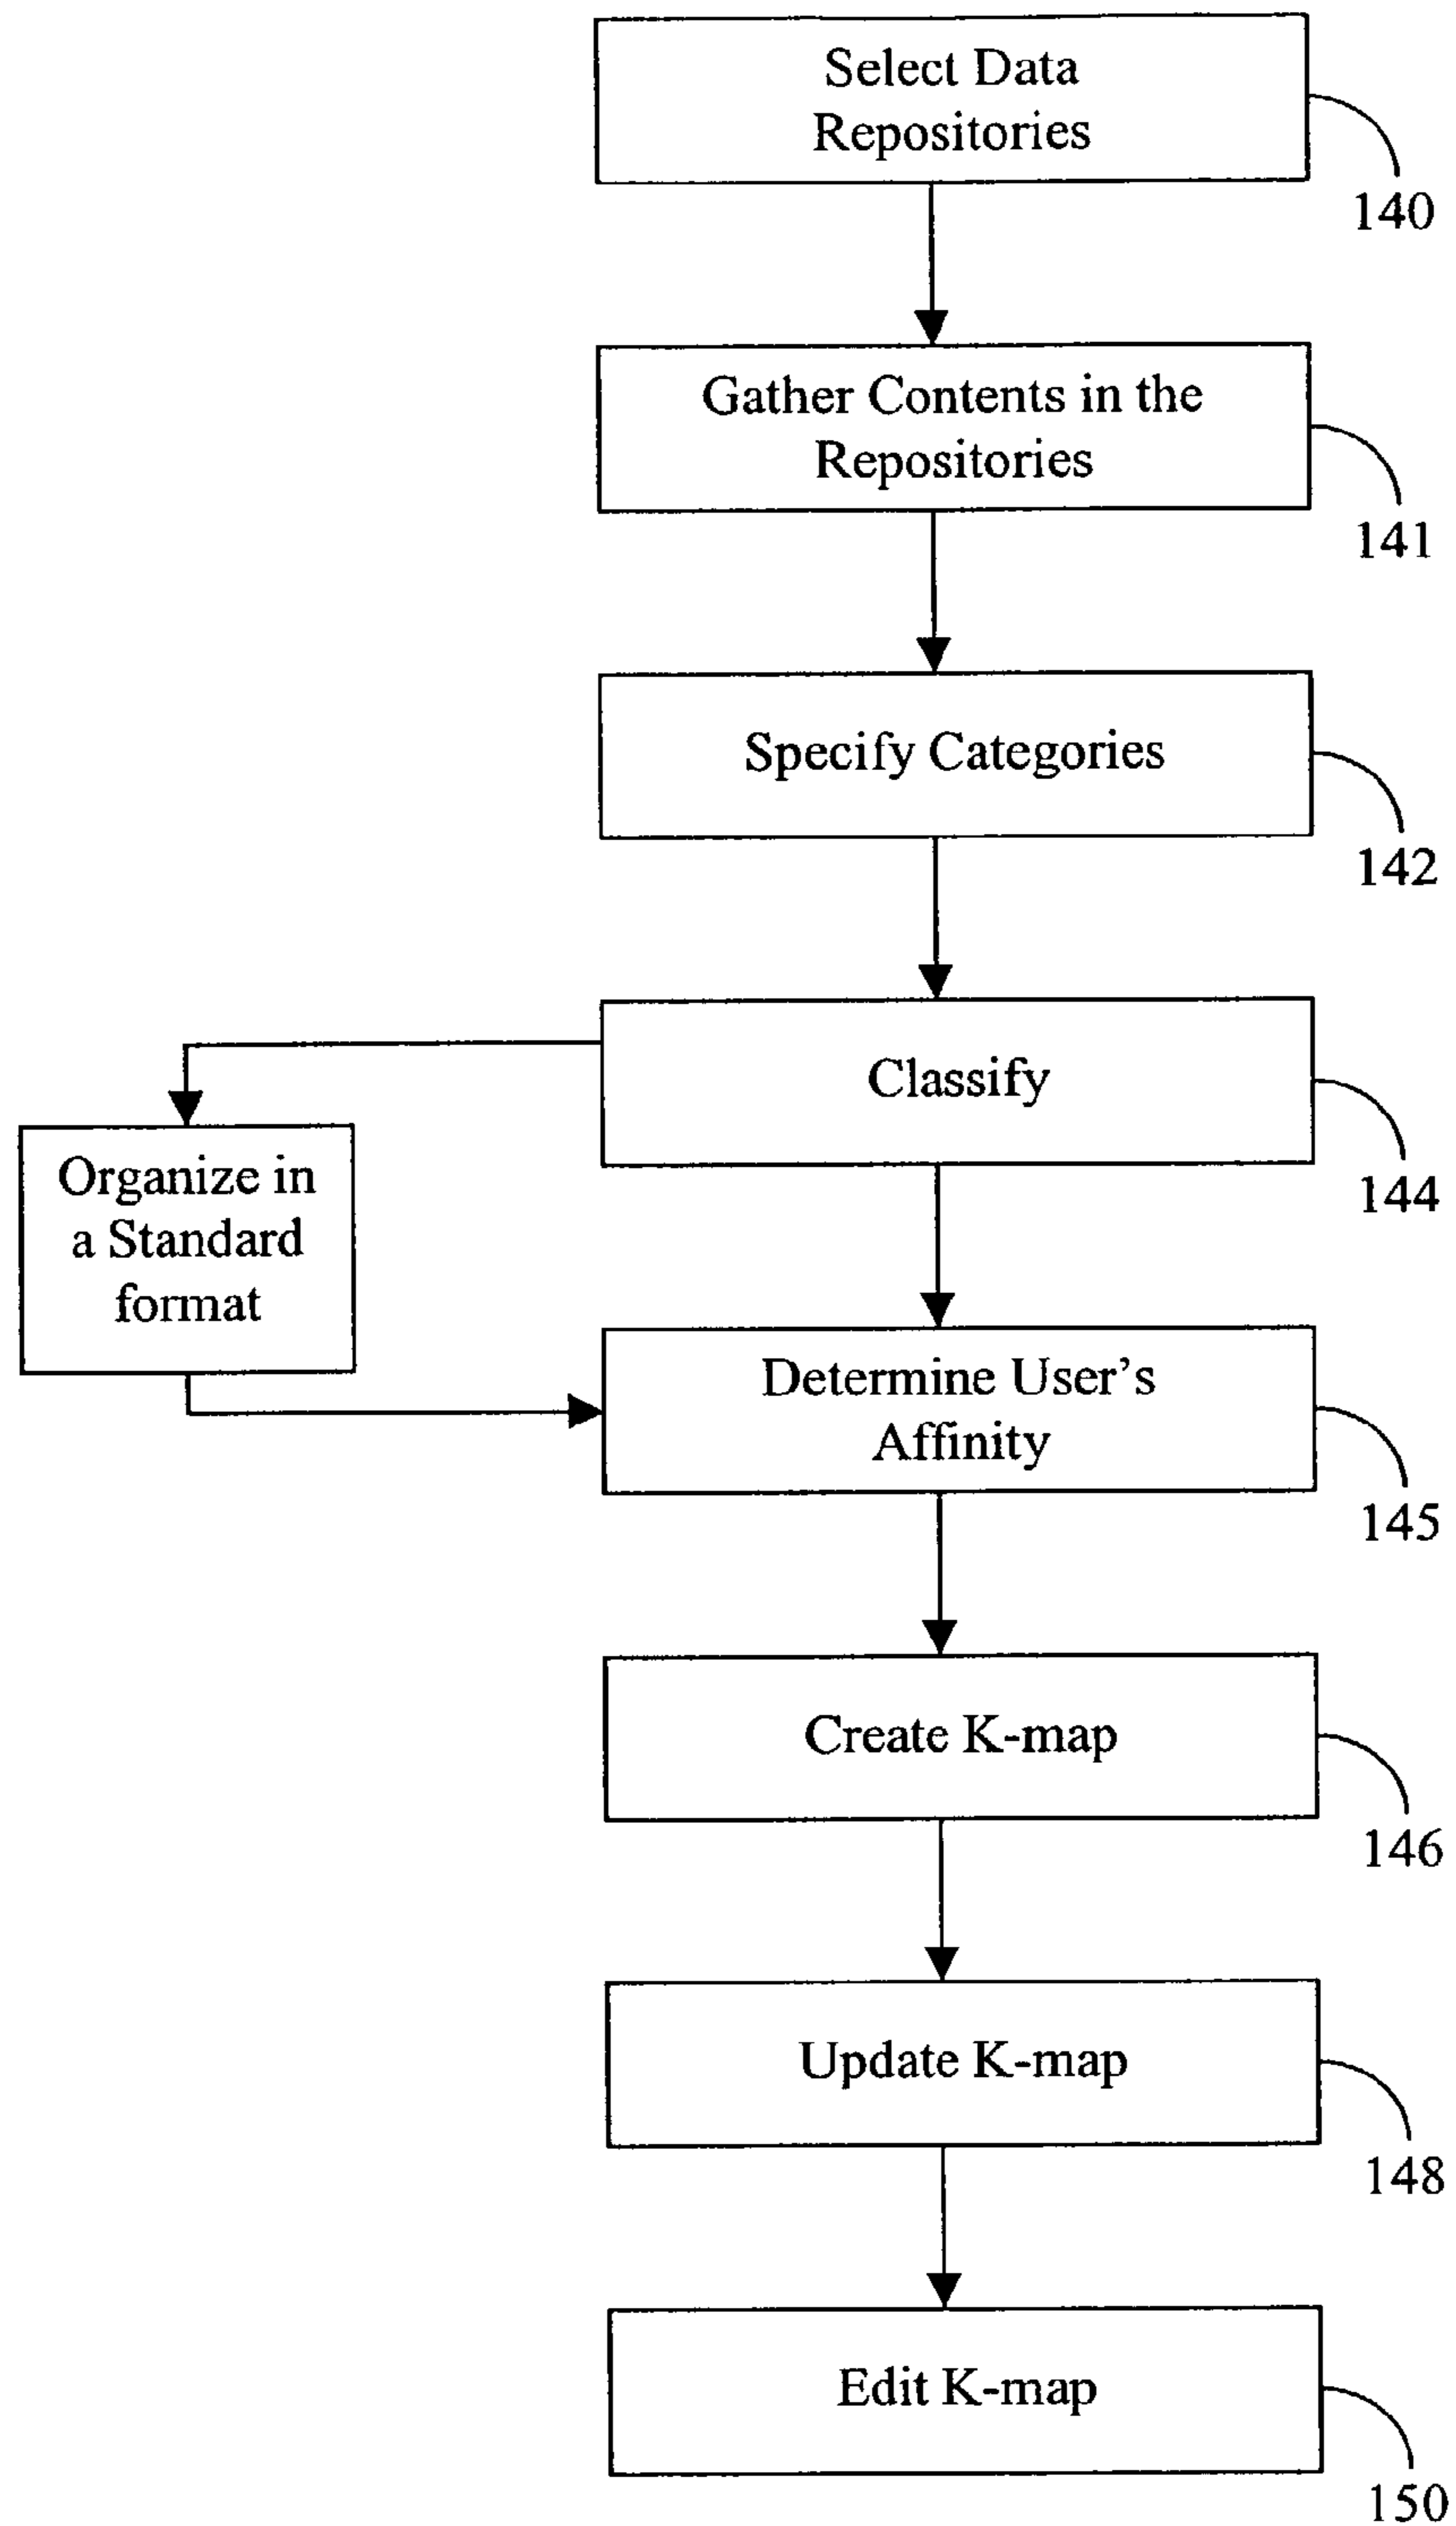 Select Data
Repositories
140
Gather Contents in the
Repositories
141
Specify Categories
142
Classify
144
Organize in
a Standard
format
Determine User's
Affinity
145
Create K-map
146
Update K-map
148
Edit K-map
150